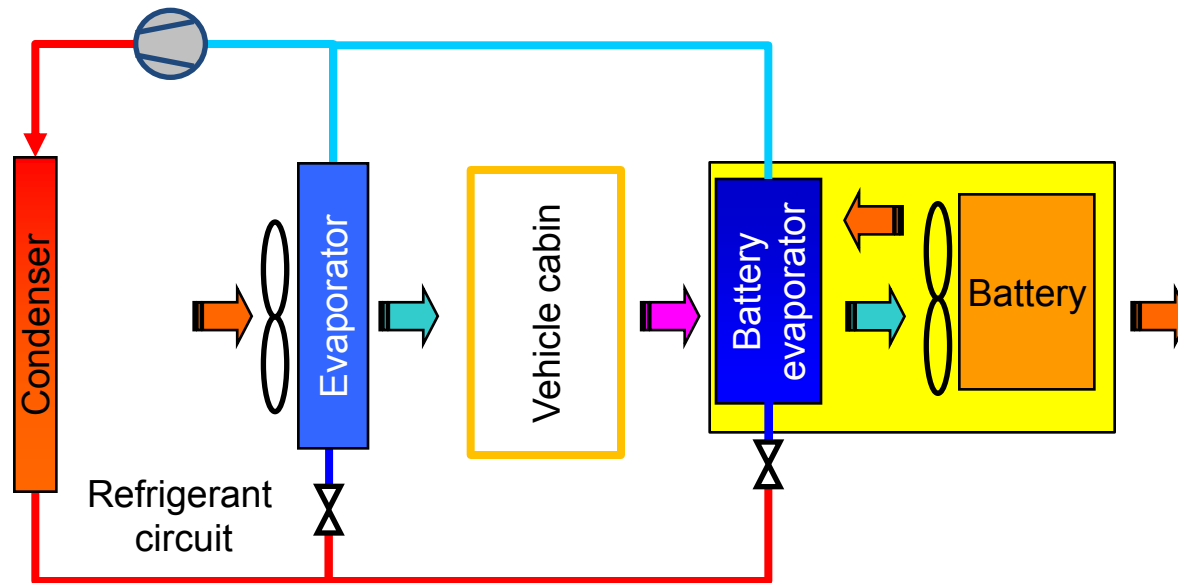 Condenser
Evaporator
Vehicle cabin
Battery
evaporator
Battery
Refrigerant
circuit